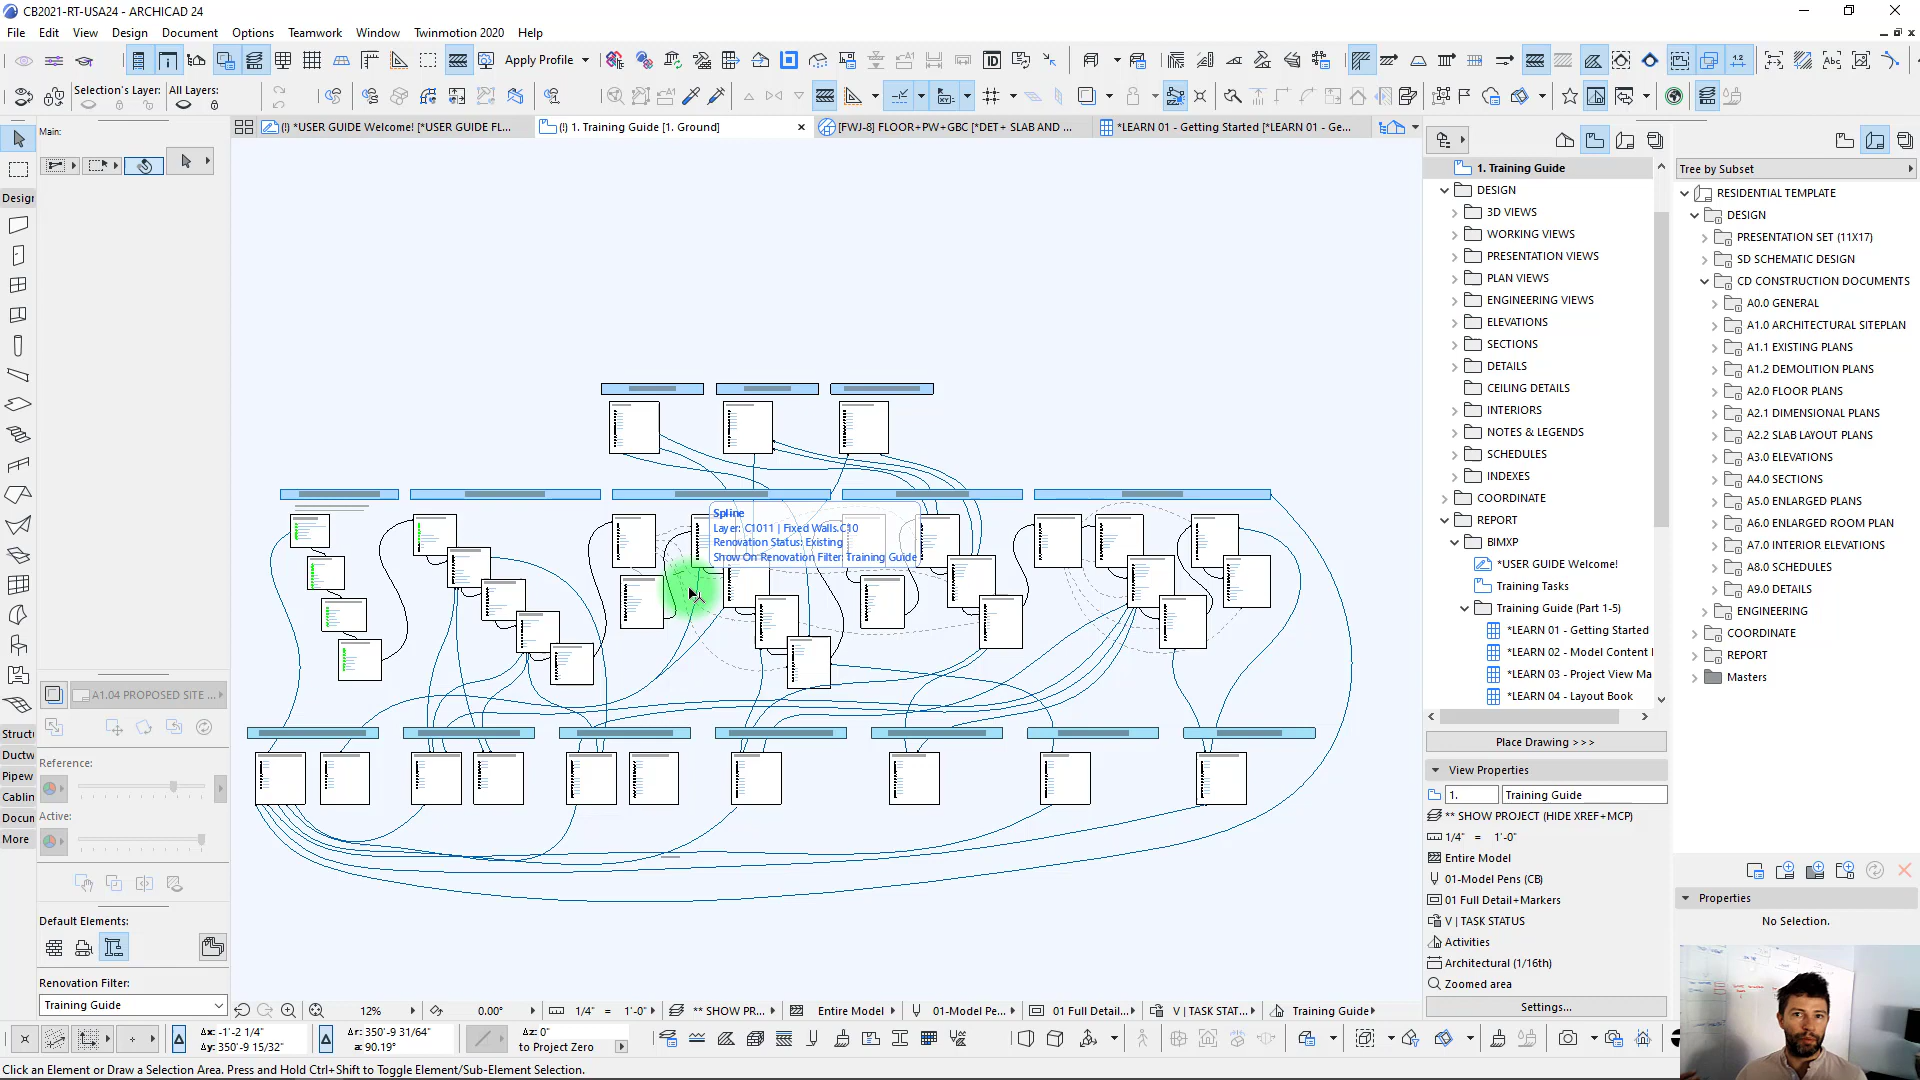 CB2021-RT-USA24 - ARCHICAD 24
File Edit View Design Document Options Teamwork Window Twinmotion 2020 Help
Apply Profile
Selection's Layer:
All Layers:
(!) *USER GUIDE Welcome! [*USER GUIDE FL...
(!) 1. Training Guide [1. Ground]
[FWJ-8] FLOOR+PW+GBC [*DET+ SLAB AND ...
*LEARN 01 - Getting Started [*LEARN 01 - Ge...
Main:
Design
Structu
Ductw
Pipew
Cablin
Docun
More
A1.04 PROPOSED SITE ...
Reference:
Active:
Default Elements:
Renovation Filter:
Training Guide
Spline
Layer: C1011 | Fixed Walls.C10
Renovation Status: Existing
Show On Renovation Filter: Training Guide
1. Training Guide
DESIGN
3D VIEWS
WORKING VIEWS
PRESENTATION VIEWS
PLAN VIEWS
ENGINEERING VIEWS
ELEVATIONS
SECTIONS
DETAILS
CEILING DETAILS
INTERIORS
NOTES & LEGENDS
SCHEDULES
INDEXES
COORDINATE
REPORT
BIMXP
*USER GUIDE Welcome!
Training Tasks
Training Guide (Part 1-5)
*LEARN 01 - Getting Started
*LEARN 02 - Model Content
*LEARN 03 - Project View Ma
*LEARN 04 - Layout Book
Place Drawing >>>
View Properties
1. Training Guide
** SHOW PROJECT (HIDE XREF+MCP)
1/4" = 1'-0"
Entire Model
01-Model Pens (CB)
01 Full Detail+Markers
V | TASK STATUS
Activities
Architectural (1/16th)
Zoomed area
Settings...
Tree by Subset
RESIDENTIAL TEMPLATE
DESIGN
PRESENTATION SET (11X17)
SD SCHEMATIC DESIGN
CD CONSTRUCTION DOCUMENTS
A0.0 GENERAL
A1.0 ARCHITECTURAL SITEPLAN
A1.1 EXISTING PLANS
A1.2 DEMOLITION PLANS
A2.0 FLOOR PLANS
A2.1 DIMENSIONAL PLANS
A2.2 SLAB LAYOUT PLANS
A3.0 ELEVATIONS
A4.0 SECTIONS
A5.0 ENLARGED PLANS
A6.0 ENLARGED ROOM PLAN
A7.0 INTERIOR ELEVATIONS
A8.0 SCHEDULES
A9.0 DETAILS
ENGINEERING
COORDINATE
REPORT
Masters
Properties
No Selection.
12% 0.00° 1/4" = 1'-0" ** SHOW PR... Entire Model 01-Model Pe... 01 Full Detail... V | TASK STAT... Training Guide
Δx: -1'-2 1/4"
Δy: 350'-9 15/32"
Δr: 350'-9 31/64"
a: 90.19°
Δz: 0"
to Project Zero
Click an Element or Draw a Selection Area. Press and Hold Ctrl+Shift to Toggle Element/Sub-Element Selection.